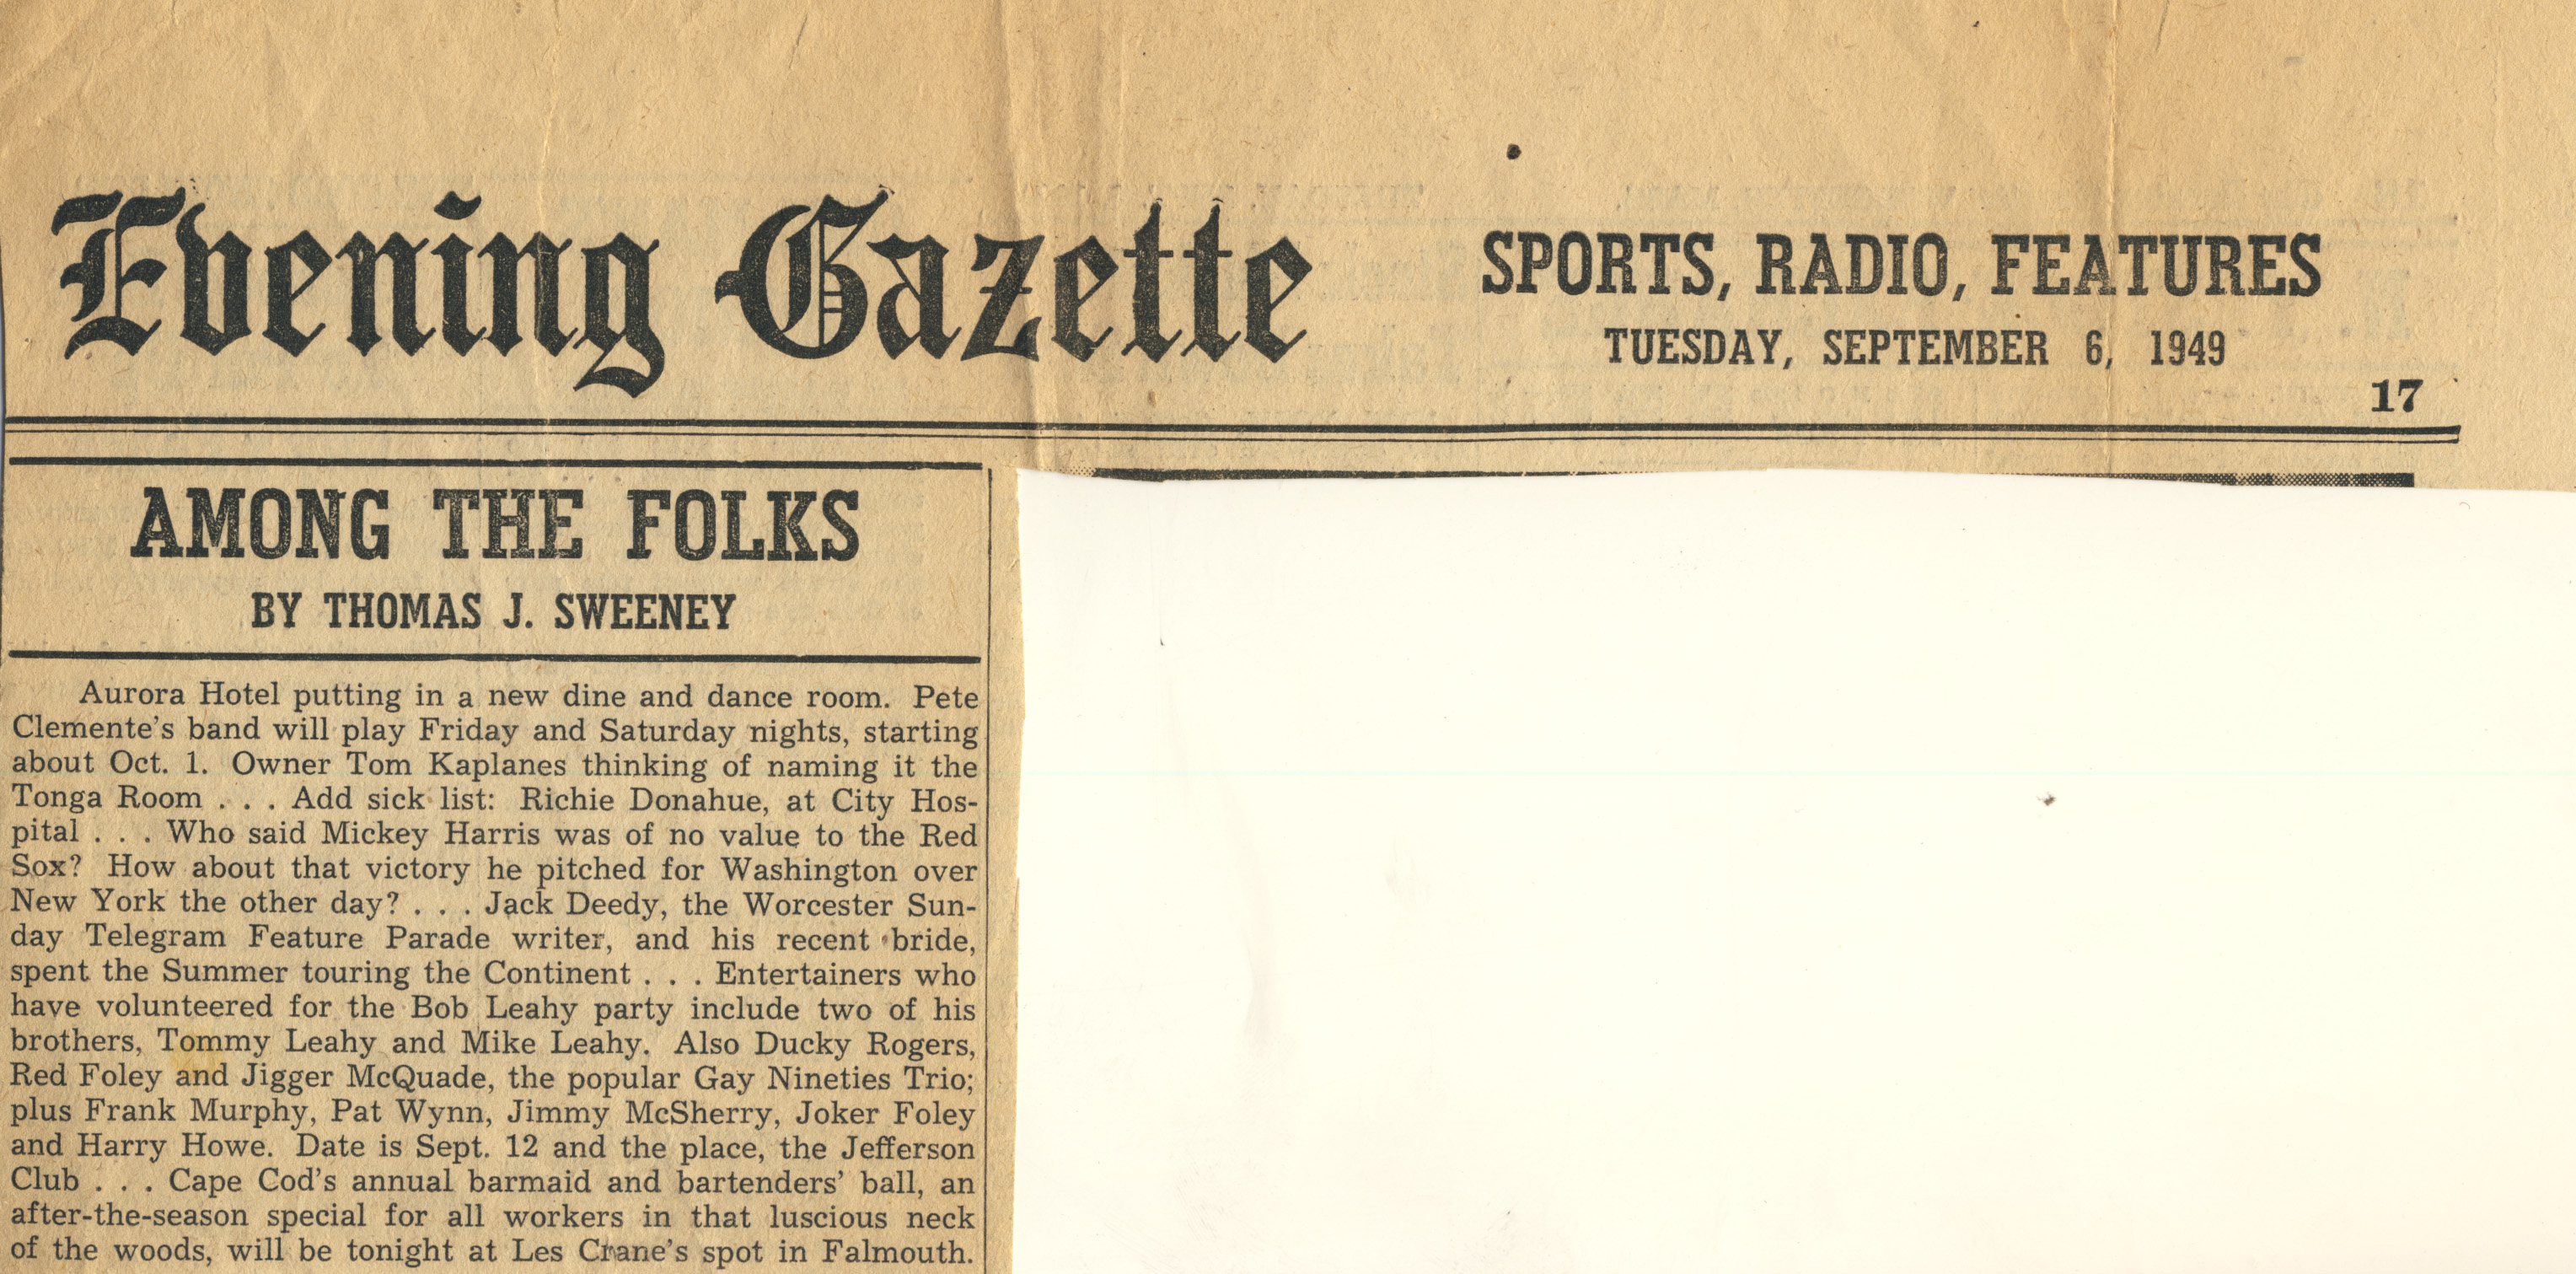 Evening Gazette
SPORTS, RADIO, FEATURES
TUESDAY, SEPTEMBER 6, 1949
17
AMONG THE FOLKS
BY THOMAS J. SWEENEY
Aurora Hotel putting in a new dine and dance room. Pete
Clemente's band will play Friday and Saturday nights, starting
about Oct. 1. Owner Tom Kaplanes thinking of naming it the
Tonga Room . . . Add sick list: Richie Donahue, at City Hos-
pital . . . Who said Mickey Harris was of no value to the Red
Sox? How about that victory he pitched for Washington over
New York the other day? . . . Jack Deedy, the Worcester Sun-
day Telegram Feature Parade writer, and his recent bride,
spent the Summer touring the Continent . . . Entertainers who
have volunteered for the Bob Leahy party include two of his
brothers, Tommy Leahy and Mike Leahy. Also Ducky Rogers,
Red Foley and Jigger McQuade, the popular Gay Nineties Trio;
plus Frank Murphy, Pat Wynn, Jimmy McSherry, Joker Foley
and Harry Howe. Date is Sept. 12 and the place, the Jefferson
Club . . . Cape Cod's annual barmaid and bartenders' ball, an
after-the-season special for all workers in that luscious neck
of the woods, will be tonight at Les Crane's spot in Falmouth.